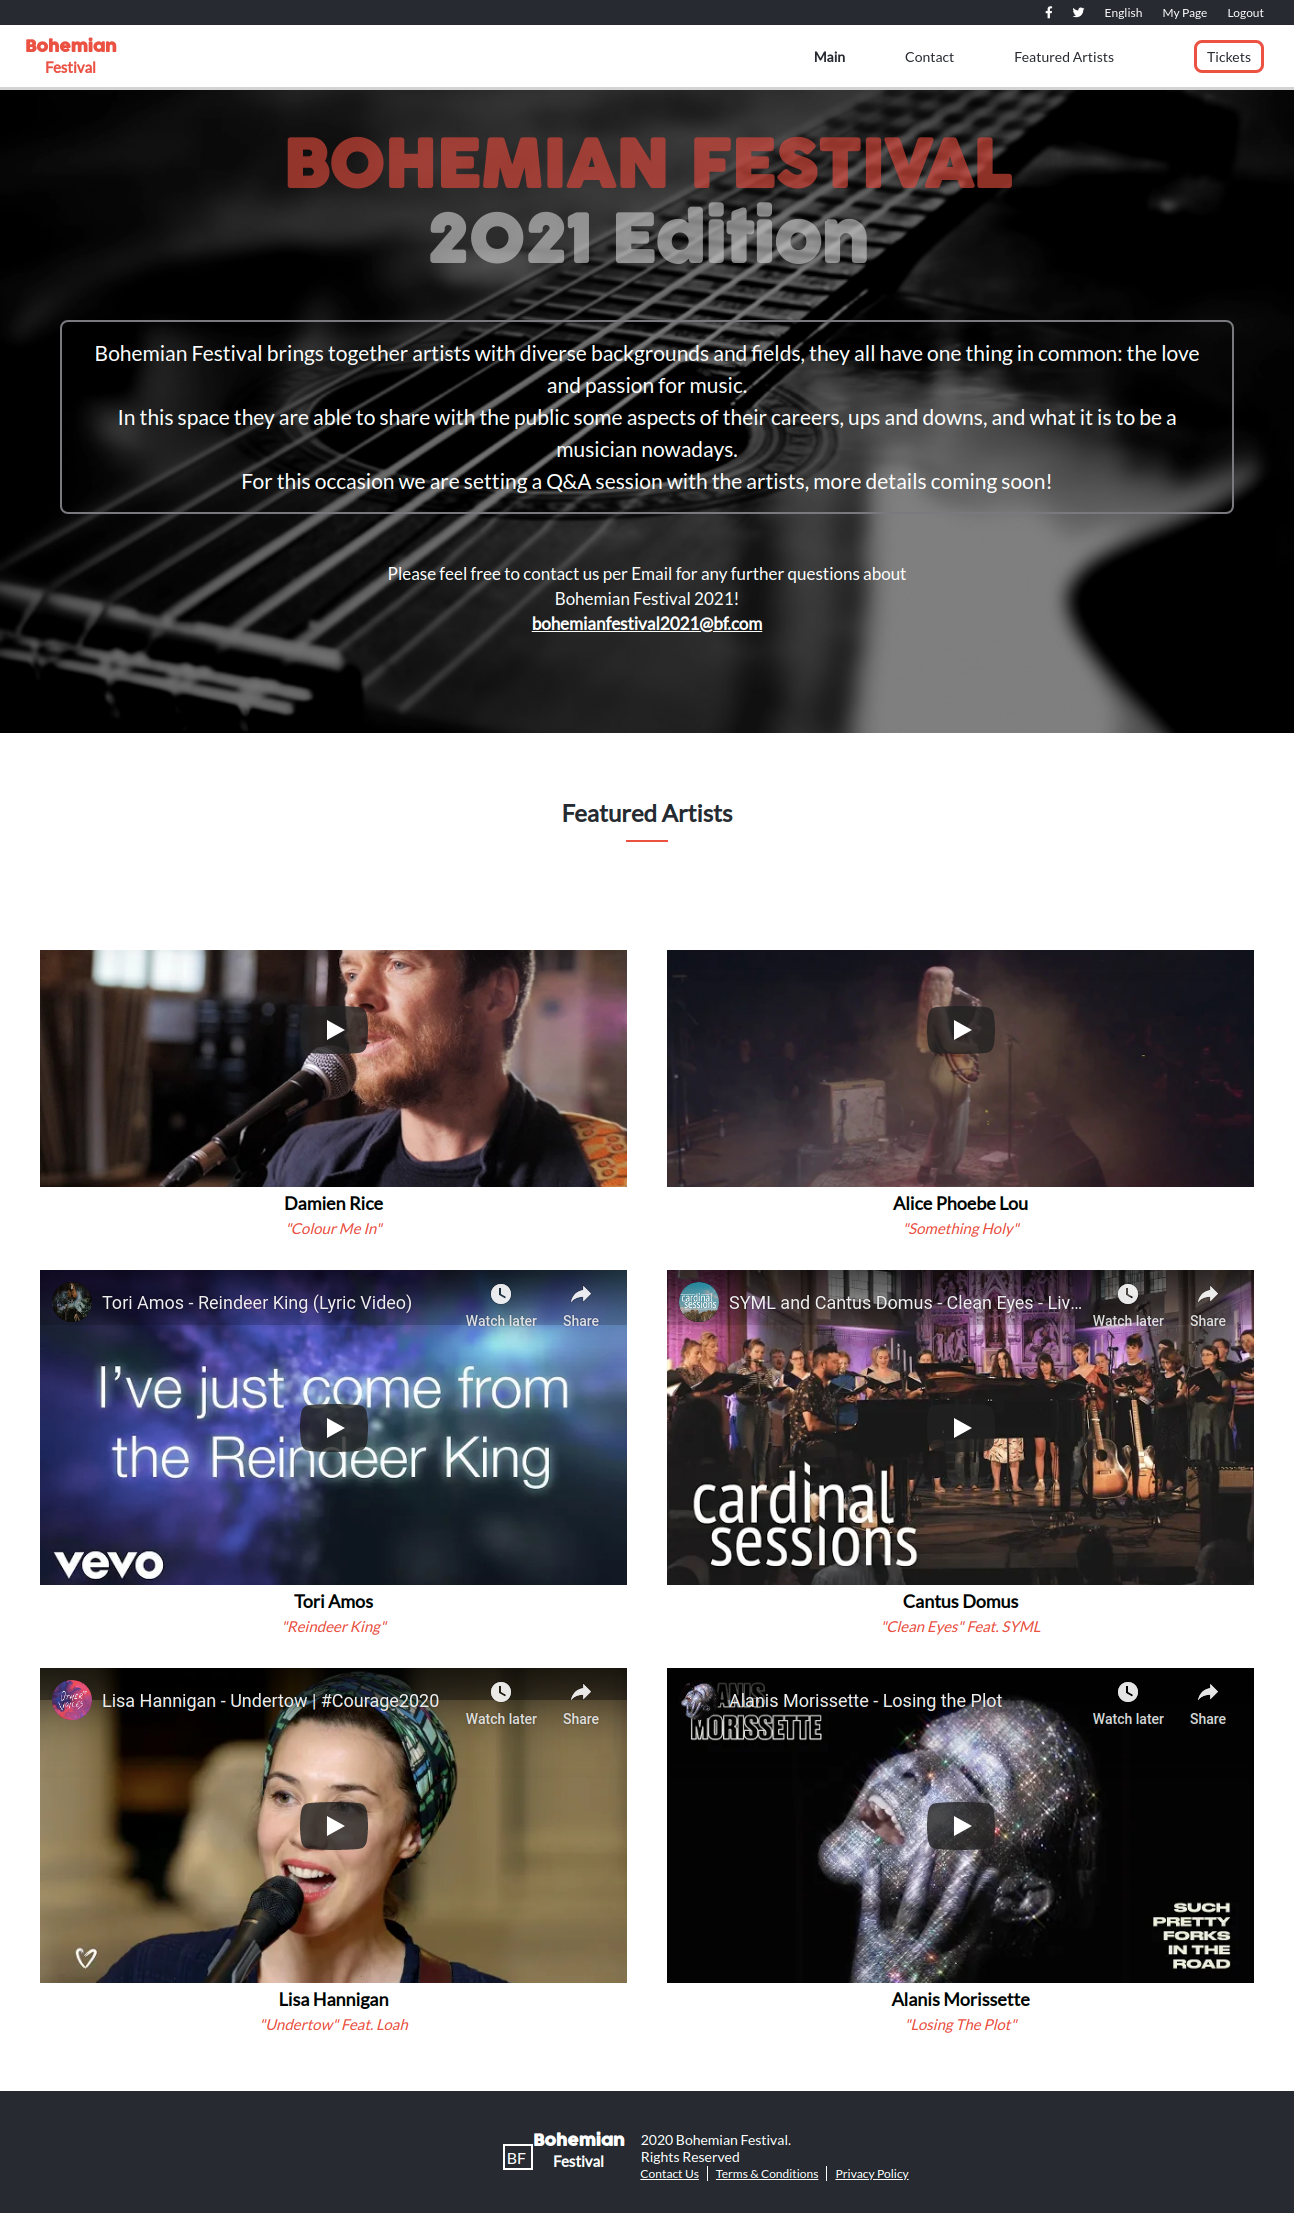 English My Page Logout
Bohemian
Festival
Main Contact Featured Artists Tickets
BOHEMIAN FESTIVAL
2021 Edition
Bohemian Festival brings together artists with diverse backgrounds and fields, they all have one thing in common: the love
and passion for music.
In this space they are able to share with the public some aspects of their careers, ups and downs, and what it is to be a
musician nowadays.
For this occasion we are setting a Q&A session with the artists, more details coming soon!
Please feel free to contact us per Email for any further questions about
Bohemian Festival 2021!
bohemianfestival2021@bf.com
Featured Artists
Damien Rice
"Colour Me In"
Alice Phoebe Lou
"Something Holy"
Tori Amos - Reindeer King (Lyric Video)
Watch later Share
I've just come from
the Reindeer King
vevo
Tori Amos
"Reindeer King"
cardinal
sessions
SYML and Cantus Domus - Clean Eyes - Liv...
Watch later Share
cardinal
sessions
Cantus Domus
"Clean Eyes" Feat. SYML
OTHER
VOICES
Lisa Hannigan - Undertow | #Courage2020
Watch later Share
Lisa Hannigan
"Undertow" Feat. Loah
Alanis Morissette - Losing the Plot
Watch later Share
ALANIS
MORISSETTE
SUCH
PRETTY
FORKS
IN THE
ROAD
Alanis Morissette
"Losing The Plot"
BF
Bohemian
Festival
2020 Bohemian Festival.
Rights Reserved
Contact Us Terms & Conditions Privacy Policy